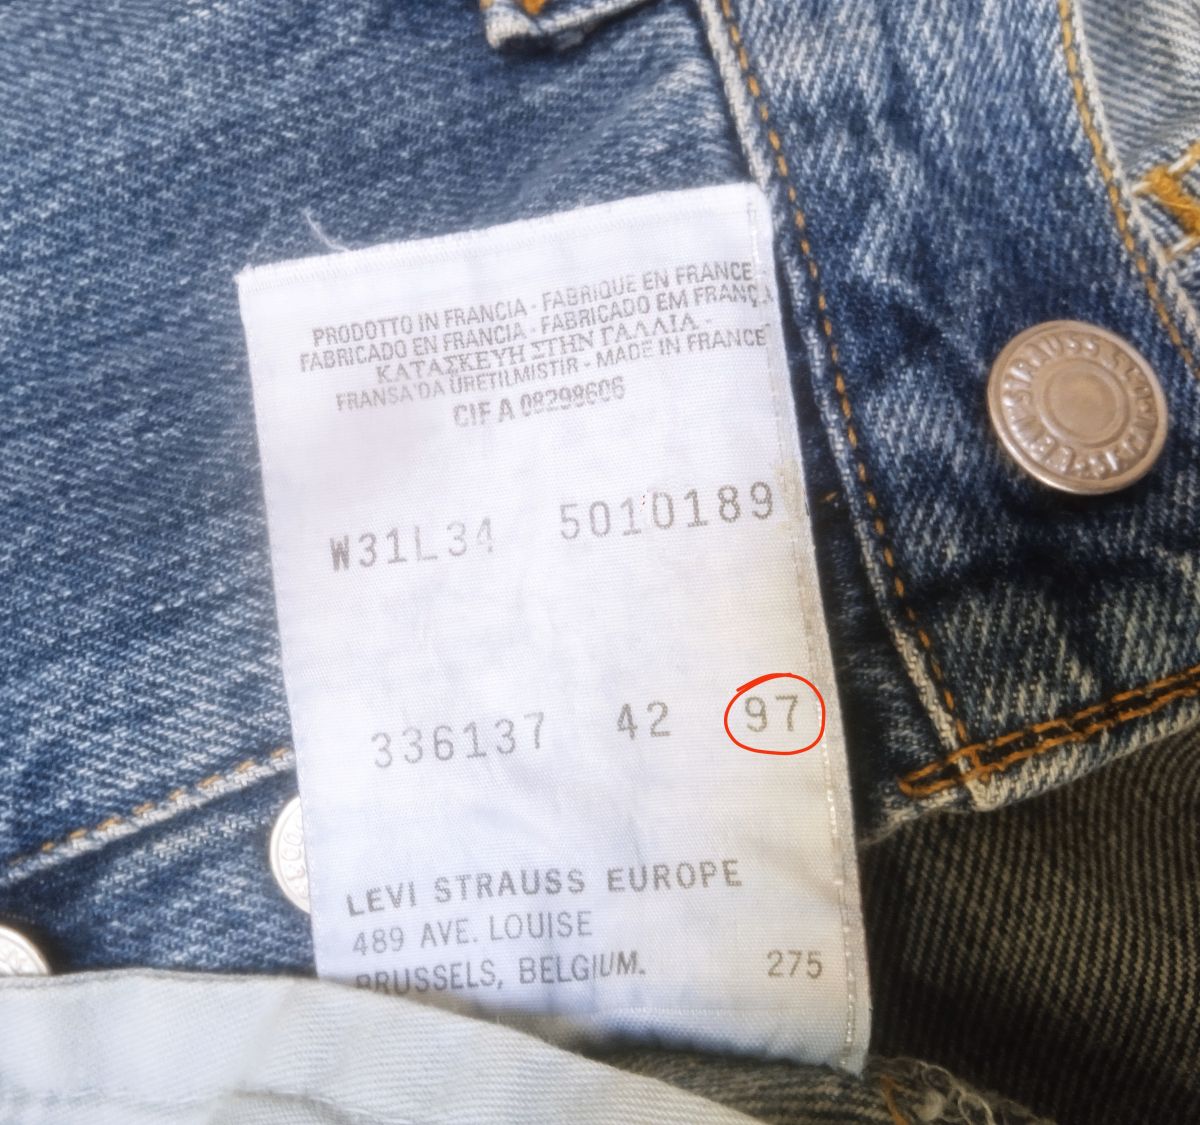 PRODOTTO IN FRANCIA - FABRIQUE EN FRANCE -
FABRICADO EN FRANCIA - FABRICADO EM FRANÇA
ΚΑΤΑΣΚΕΥΗ ΣΤΗΝ ΓΑΛΛΙΑ -
FRANSA'DA ÜRETILMISTIR - MADE IN FRANCE
CIF A 08298606
W31L34 5010189
336137 42 97
LEVI STRAUSS EUROPE
489 AVE. LOUISE
BRUSSELS, BELGIUM. 275